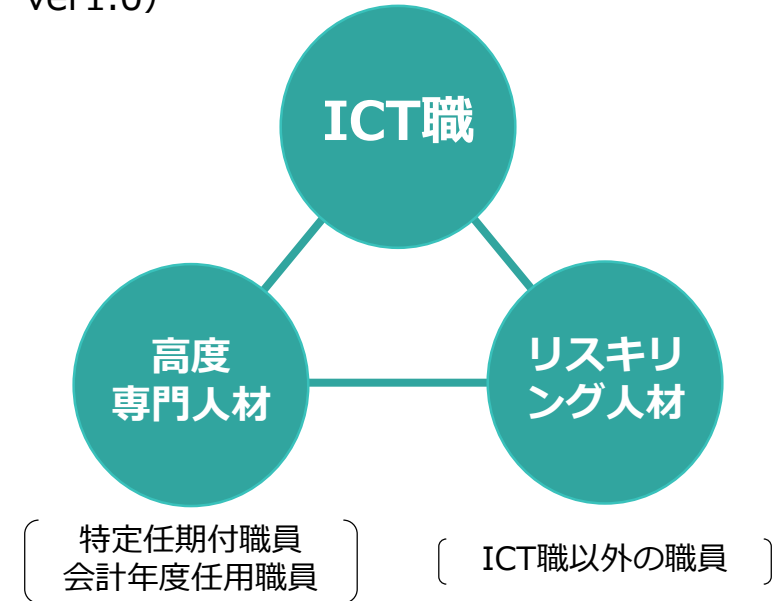 ver1.0）
ICT職
高度
専門人材
リスキリ
ング人材
特定任期付職員
会計年度任用職員
ICT職以外の職員